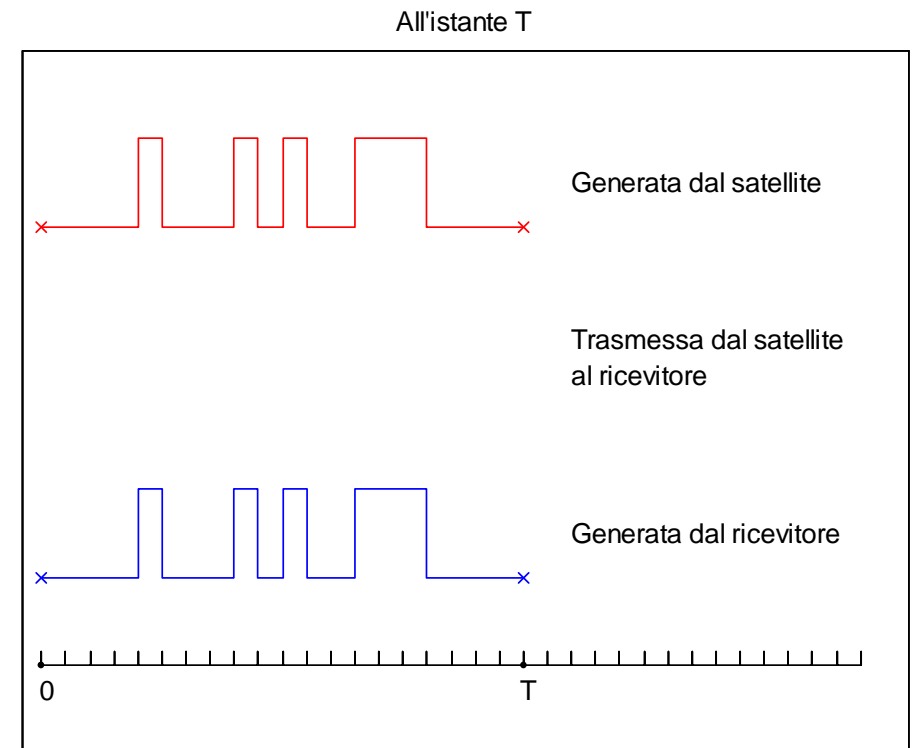 All'istante T
Generata dal satellite
Trasmessa dal satellite
al ricevitore
Generata dal ricevitore
0
T